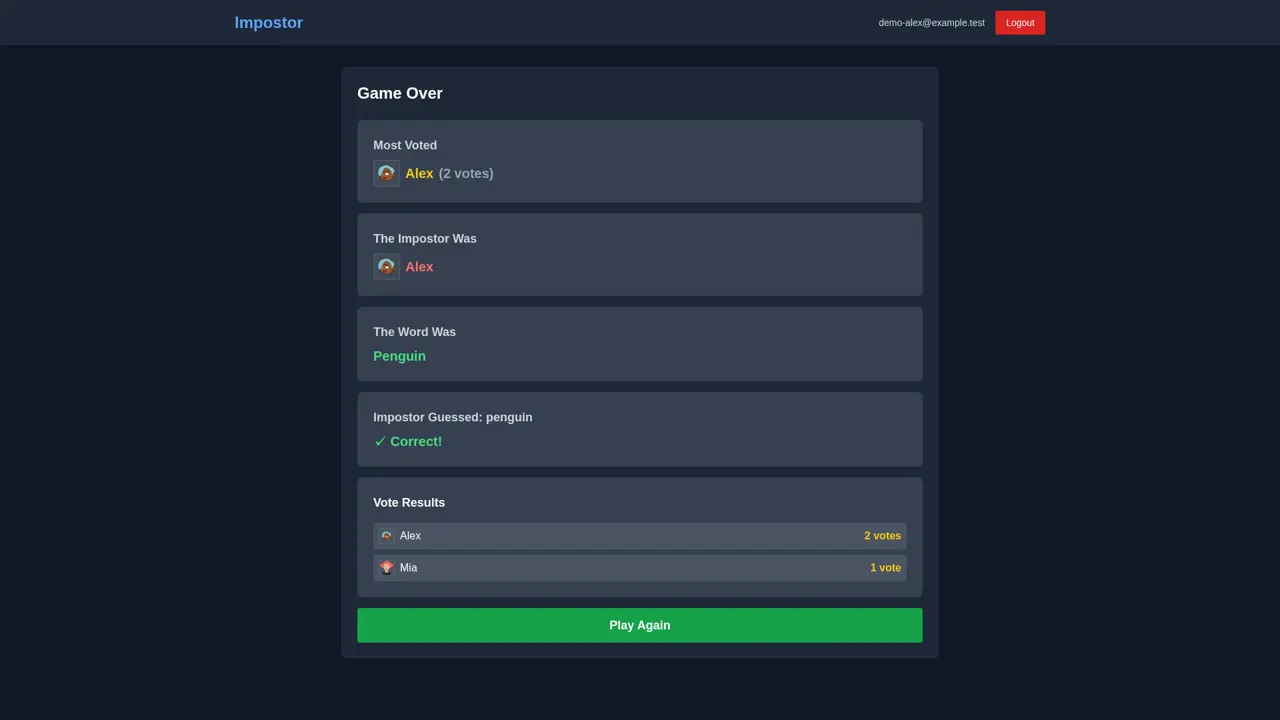 Impostor
demo-alex@example.test
Logout
Game Over
Most Voted
Alex (2 votes)
The Impostor Was
Alex
The Word Was
Penguin
Impostor Guessed: penguin
✓ Correct!
Vote Results
Alex 2 votes
Mia 1 vote
Play Again